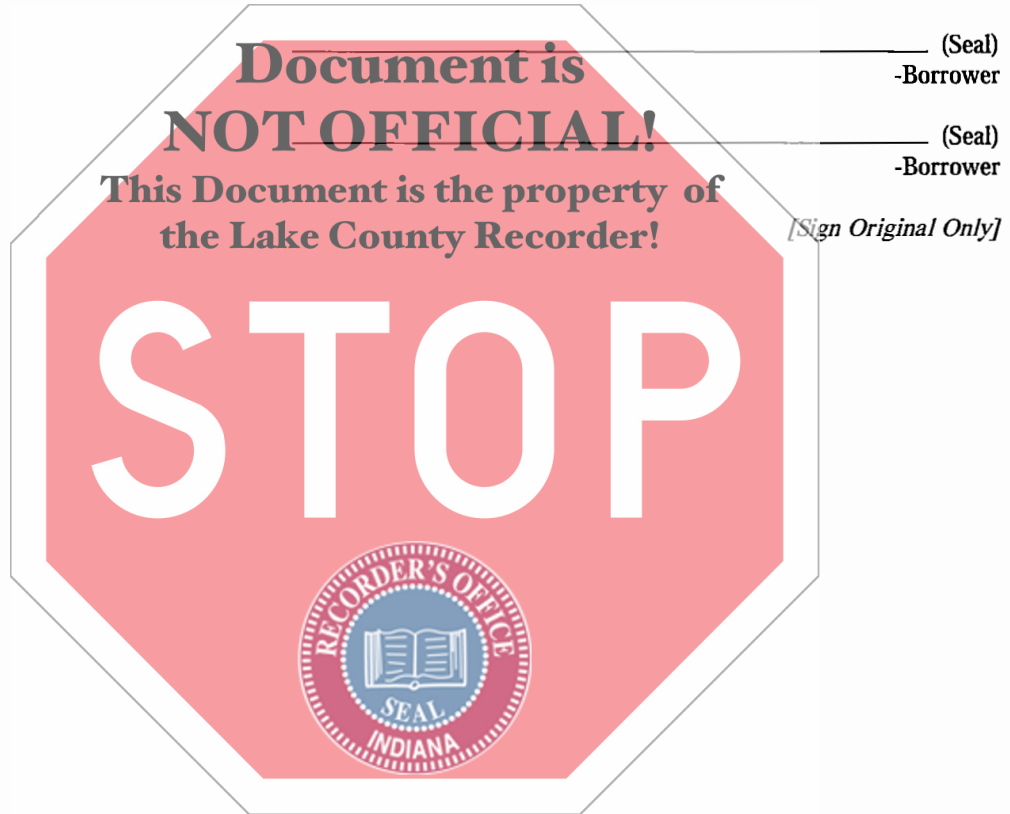 Document is
(Seal)
-Borrower
NOT OFFICIAL!
(Seal)
-Borrower
This Document is the property of
the Lake County Recorder!
[Sign Original Only]
STOP
RECORDER'S OFFICE
SEAL
INDIANA